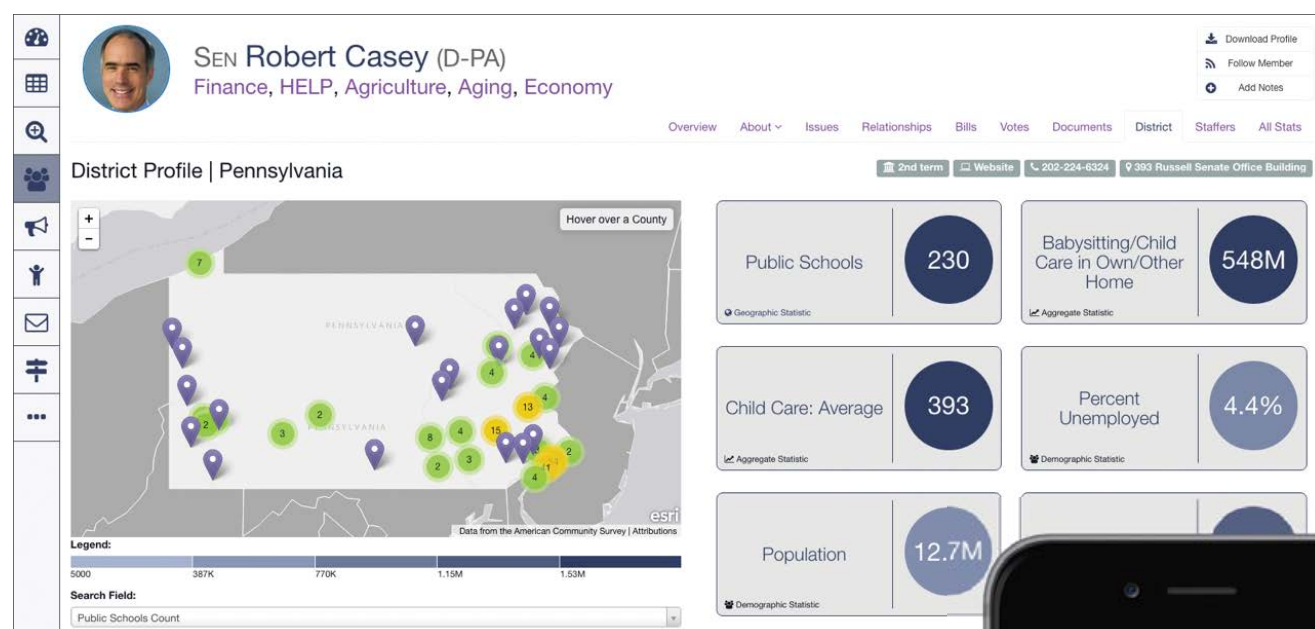 SEN Robert Casey (D-PA)
Finance, HELP, Agriculture, Aging, Economy
Download Profile
Follow Member
Add Notes
Overview About Issues Relationships Bills Votes Documents District Staffers All Stats
District Profile | Pennsylvania
2nd term Website 202-224-6324 393 Russell Senate Office Building
+
-
Hover over a County
7
PENNSYLVANIA
4
4
4
13
2
3
PENNSYLVANIA
8
4
15
2
3
2
2
4
esri
Data from the American Community Survey | Attributions
Legend:
5000 387K 770K 1.15M 1.53M
Search Field:
Public Schools Count
Public Schools
230
Geographic Statistic
Babysitting/Child
Care in Own/Other
Home
548M
Aggregate Statistic
Child Care: Average
393
Aggregate Statistic
Percent
Unemployed
4.4%
Demographic Statistic
Population
12.7M
Demographic Statistic